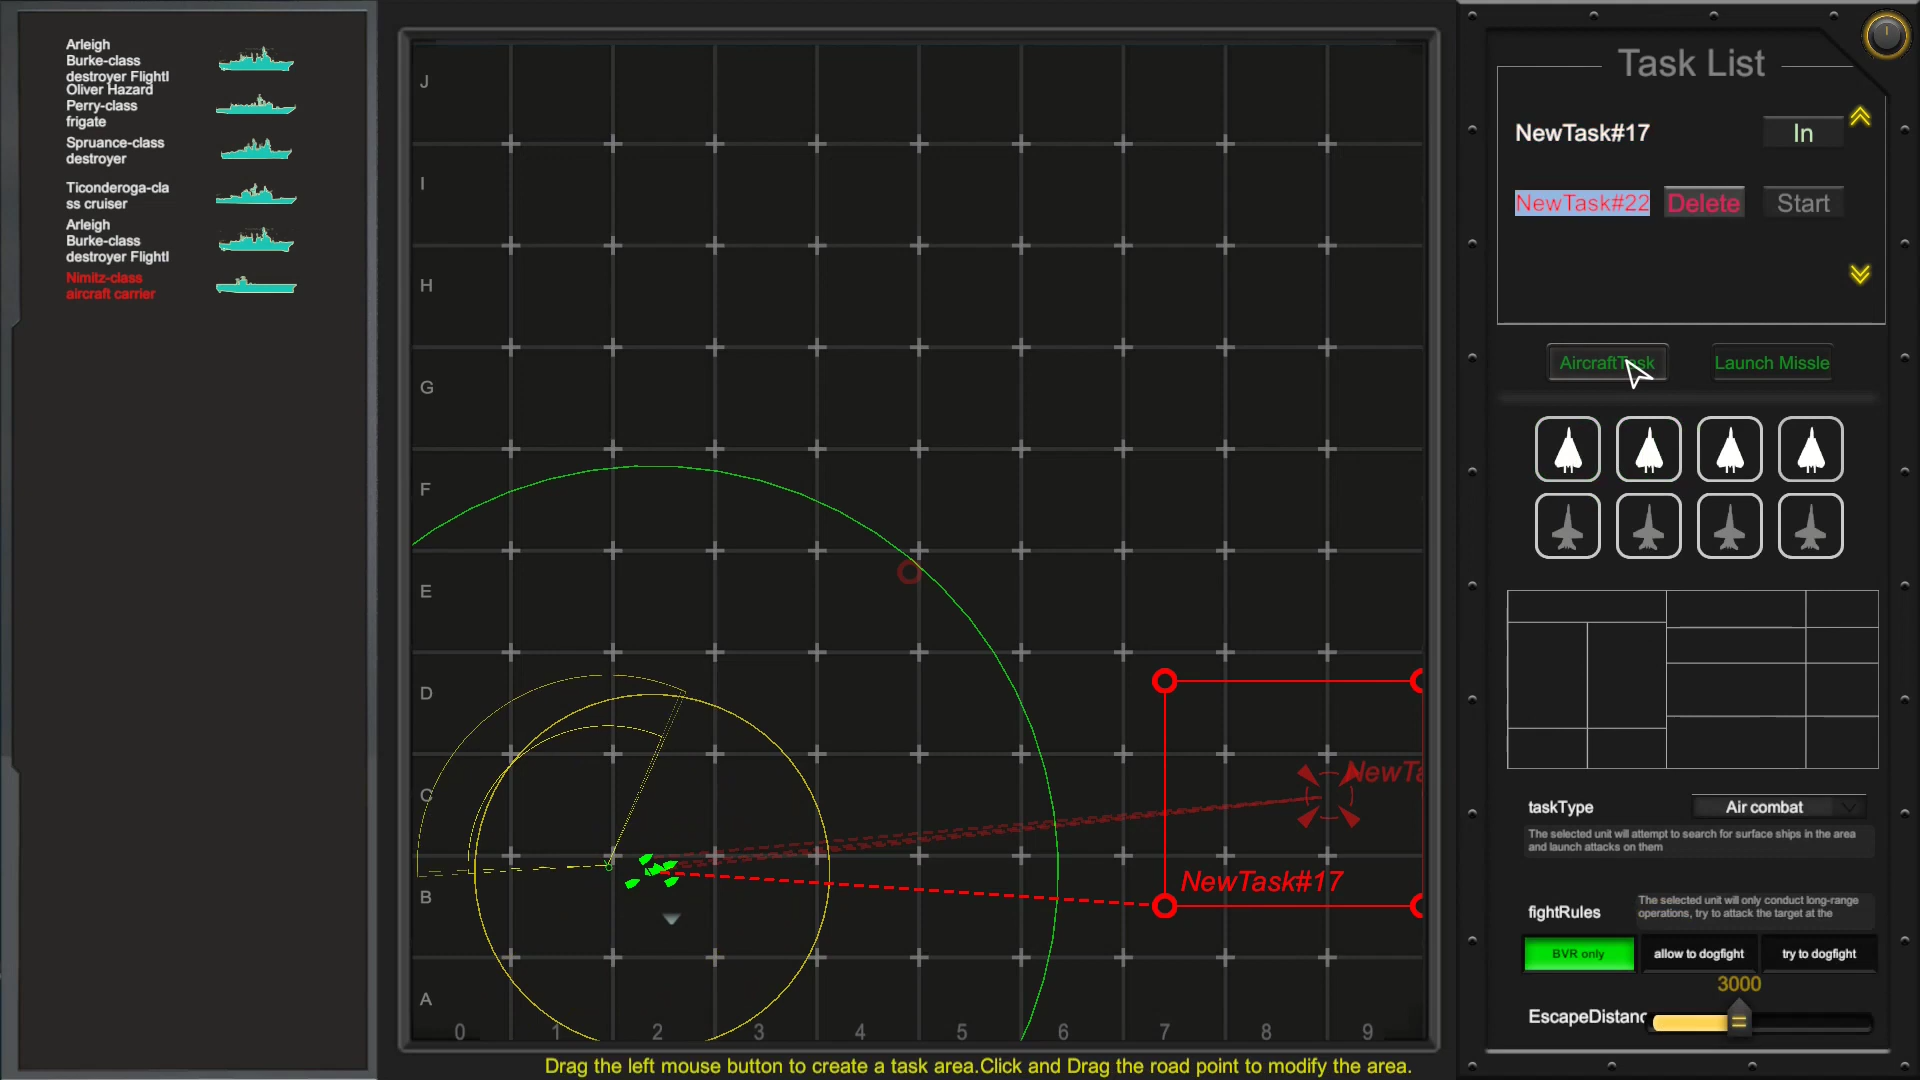 Arleigh
Burke-class
destroyer FlightI
Oliver Hazard
Perry-class
frigate
Spruance-class
destroyer
Ticonderoga-cla
ss cruiser
Arleigh
Burke-class
destroyer FlightI
Nimitz-class
aircraft carrier
J
I
H
G
F
E
D
C
B
A
0 1 2 3 4 5 6 7 8 9
NewTa
NewTask#17
Drag the left mouse button to create a task area.Click and Drag the road point to modify the area.
Task List
NewTask#17 In
NewTask#22 Delete Start
AircraftTask Launch Missle
taskType Air combat
The selected unit will attempt to search for surface ships in the area
and launch attacks on them
fightRules
The selected unit will only conduct long-range
operations, try to attack the target at the
BVR only allow to dogfight try to dogfight
3000
EscapeDistanc